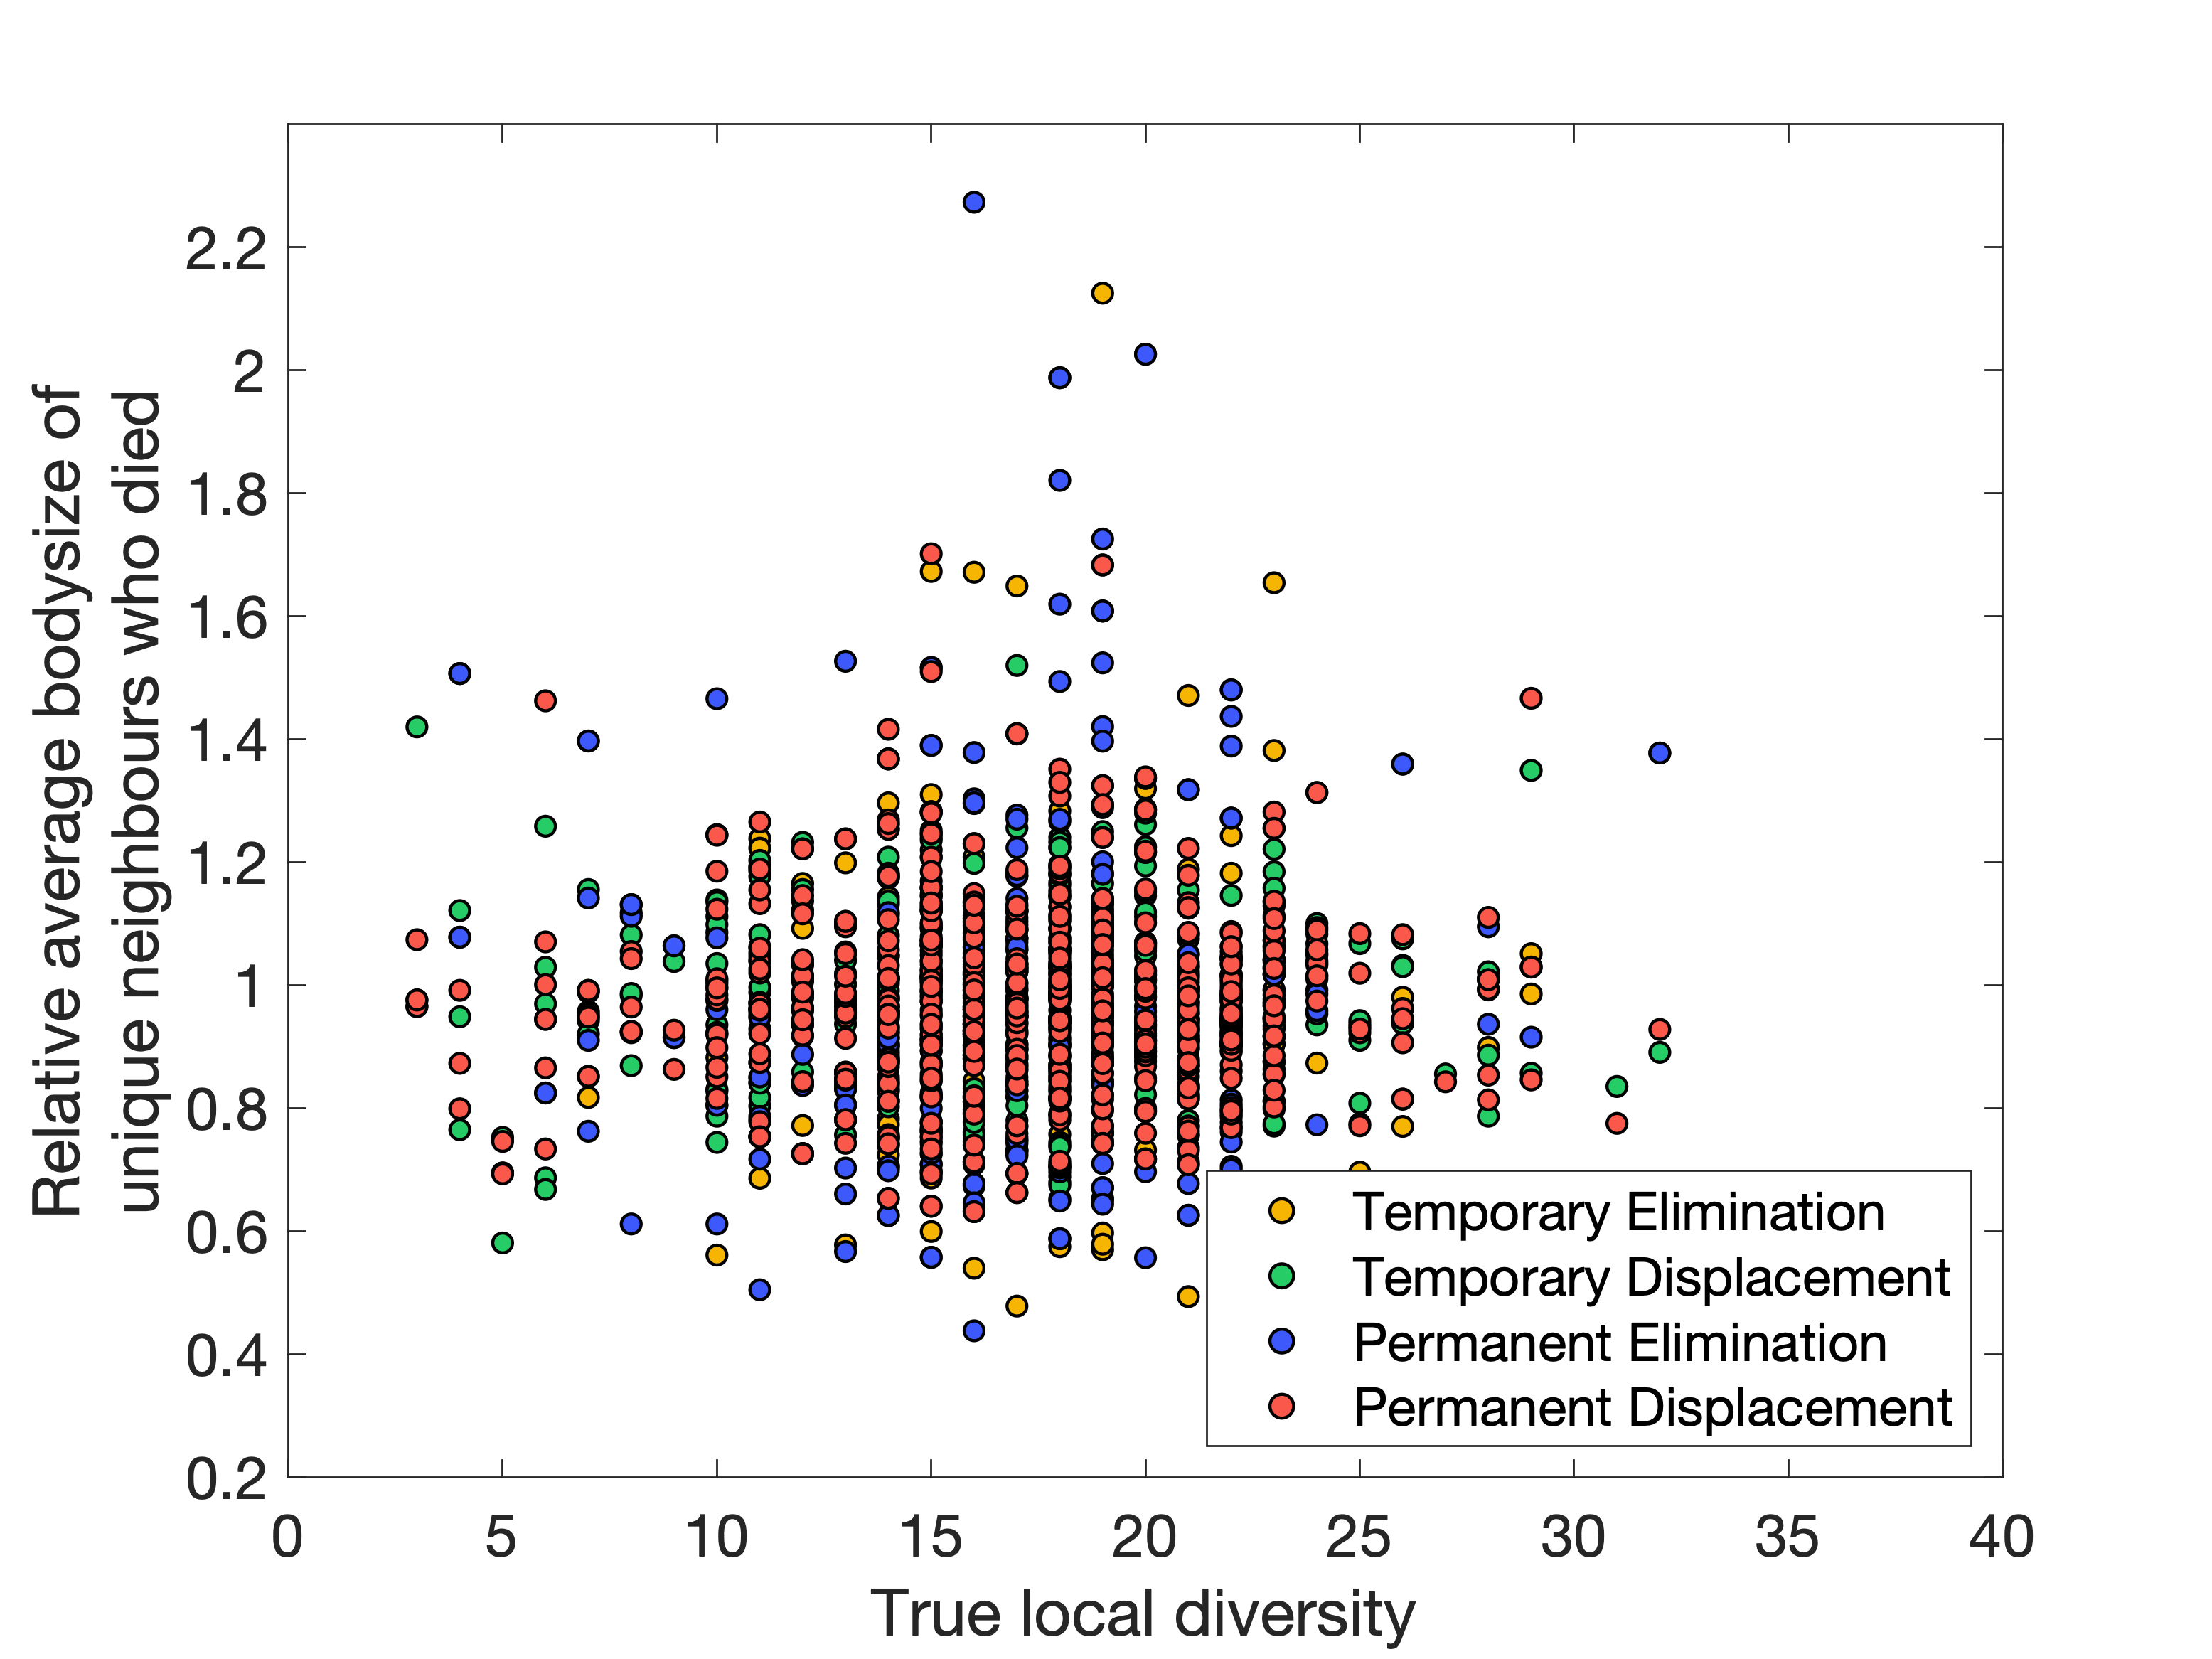 Relative average bodysize of
unique neighbours who died
2.2
2
1.8
1.6
1.4
1.2
1
0.8
0.6
0.4
0.2
Temporary Elimination
Temporary Displacement
Permanent Elimination
Permanent Displacement
0 5 10 15 20 25 30 35 40
True local diversity